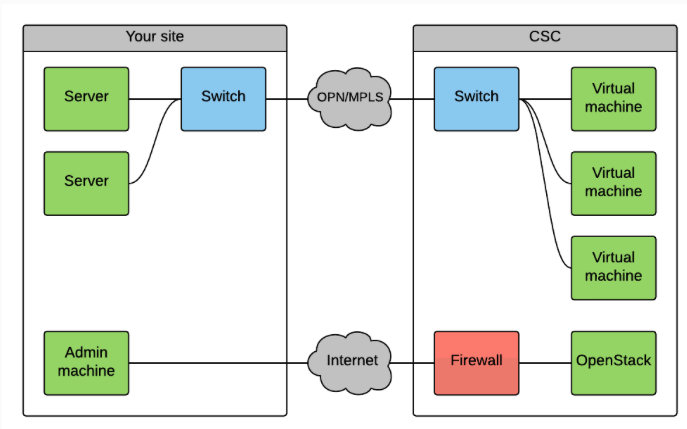 Your site
CSC
Server
Switch
OPN/MPLS
Switch
Virtual
machine
Server
Virtual
machine
Virtual
machine
Admin
machine
Internet
Firewall
OpenStack